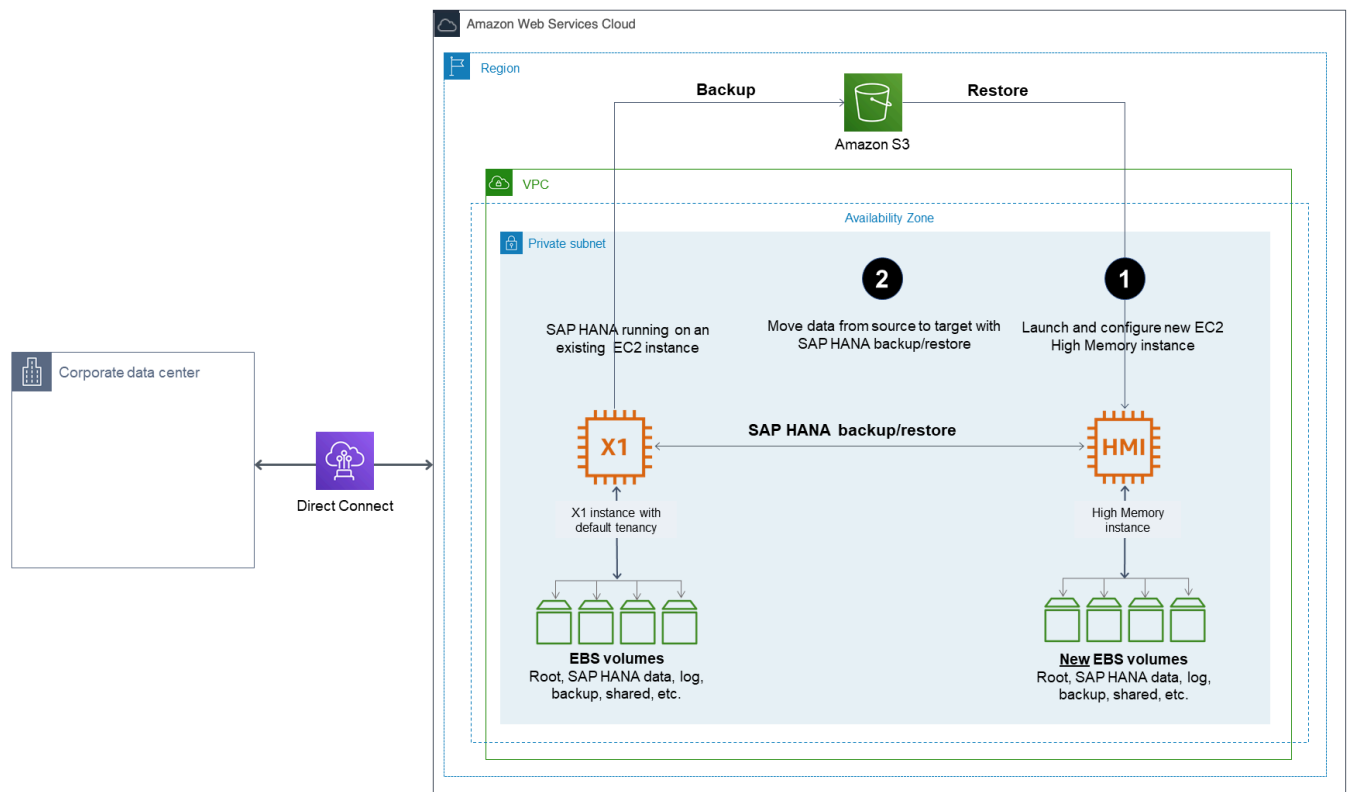 Amazon Web Services Cloud
Region
Backup
Restore
Amazon S3
VPC
Availability Zone
Private subnet
2
1
SAP HANA running on an
existing EC2 instance
Move data from source to target with
SAP HANA backup/restore
Launch and configure new EC2
High Memory instance
Corporate data center
Direct Connect
X1
SAP HANA backup/restore
HMI
X1 instance with
default tenancy
High Memory
instance
EBS volumes
Root, SAP HANA data, log,
backup, shared, etc.
New EBS volumes
Root, SAP HANA data, log,
backup, shared, etc.